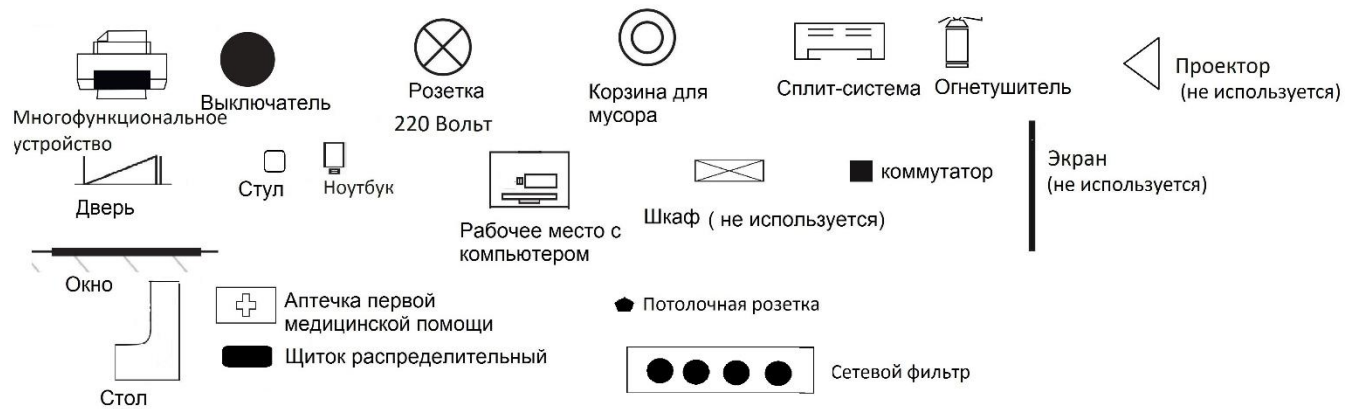 Многофункциональное
устройство
Выключатель
Розетка
220 Вольт
Корзина для
мусора
Сплит-система
Огнетушитель
Проектор
(не используется)
Дверь
Стул
Ноутбук
Рабочее место с
компьютером
Шкаф ( не используется)
коммутатор
Экран
(не используется)
Окно
Стол
Аптечка первой
медицинской помощи
Щиток распределительный
Потолочная розетка
Сетевой фильтр